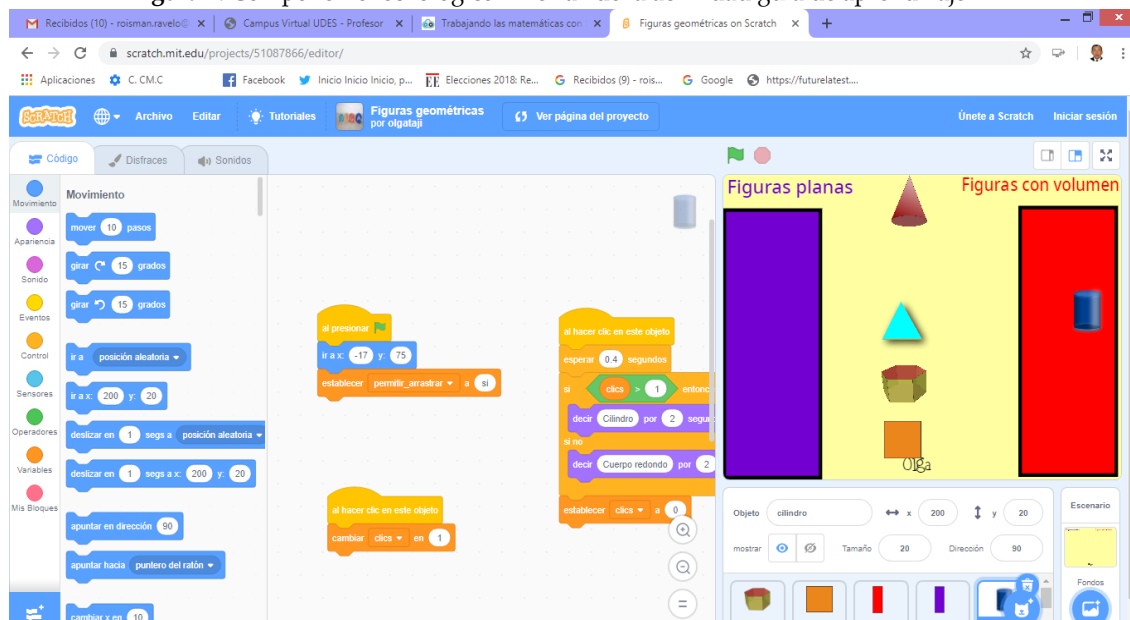 Recibidos (10) - roisman.ravelo@
Campus Virtual UDES - Profesor
Trabajando las matemáticas con
Figuras geométricas on Scratch
scratch.mit.edu/projects/51087866/editor/
Aplicaciones
C. CM.C
Facebook
Inicio Inicio Inicio, p...
Elecciones 2018: Re...
Recibidos (9) - rois...
Google
https://futurelatest....
SCRATCH
Archivo
Editar
Tutoriales
Figuras geométricas
por olgataji
Ver página del proyecto
Únete a Scratch
Iniciar sesión
Código
Disfraces
Sonidos
Movimiento
Apariencia
Sonido
Eventos
Control
Sensores
Operadores
Variables
Mis Bloques
Movimiento
mover 10 pasos
girar 15 grados
girar 15 grados
ir a posición aleatoria
ir a x: 200 y: 20
deslizar en 1 segs a posición aleatoria
deslizar en 1 segs a x: 200 y: 20
apuntar en dirección 90
apuntar hacia puntero del ratón
cambiar x en 10
al presionar
ir a x: -17 y: 75
establecer permitir_arrastrar a si
al hacer clic en este objeto
cambiar clics en 1
al hacer clic en este objeto
esperar 0.4 segundos
si clics > 1 entonc
decir Cilindro por 2 segu
si no
decir Cuerpo redondo por 2
establecer clics a 0
Figuras planas
Figuras con volumen
Olga
Objeto cilindro x 200 y 20
mostrar Tamaño 20 Dirección 90
Escenario
Fondos